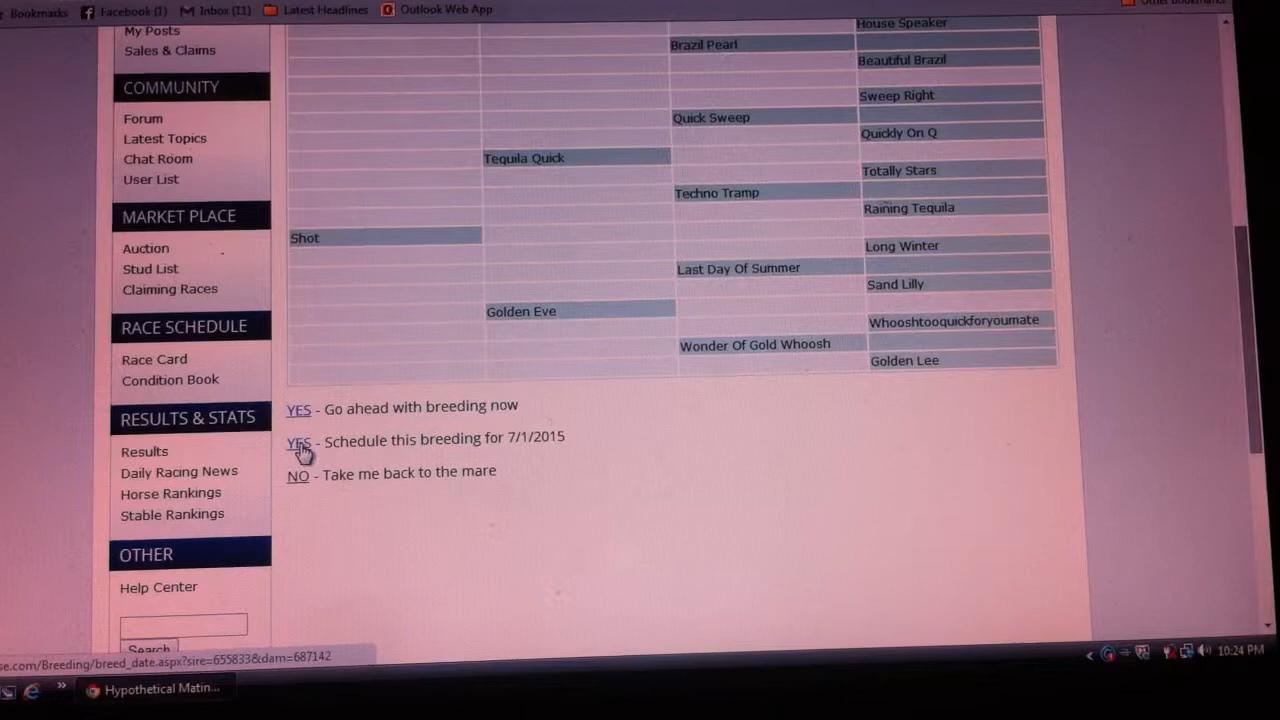 Bookmarks Facebook (1) Inbox (11) Latest Headlines Outlook Web App Other Bookmarks
My Posts
Sales & Claims
COMMUNITY
Forum
Latest Topics
Chat Room
User List
MARKET PLACE
Auction
Stud List
Claiming Races
RACE SCHEDULE
Race Card
Condition Book
RESULTS & STATS
Results
Daily Racing News
Horse Rankings
Stable Rankings
OTHER
Help Center
Search
House Speaker
Brazil Pearl
Beautiful Brazil
Sweep Right
Quick Sweep
Quickly On Q
Tequila Quick
Totally Stars
Techno Tramp
Raining Tequila
Shot
Long Winter
Last Day Of Summer
Sand Lilly
Golden Eve
Whooshtooquickforyoumate
Wonder Of Gold Whoosh
Golden Lee
YES - Go ahead with breeding now
YES - Schedule this breeding for 7/1/2015
NO - Take me back to the mare
se.com/Breeding/breed_date.aspx?sire=655833&dam=687142
Hypothetical Matin...
10:24 PM